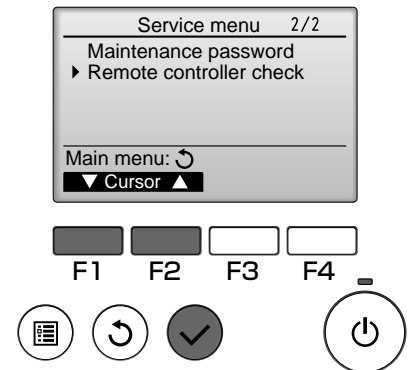 Service menu 2/2
Maintenance password
Remote controller check
Main menu:
▼ Cursor ▲
F1 F2 F3 F4